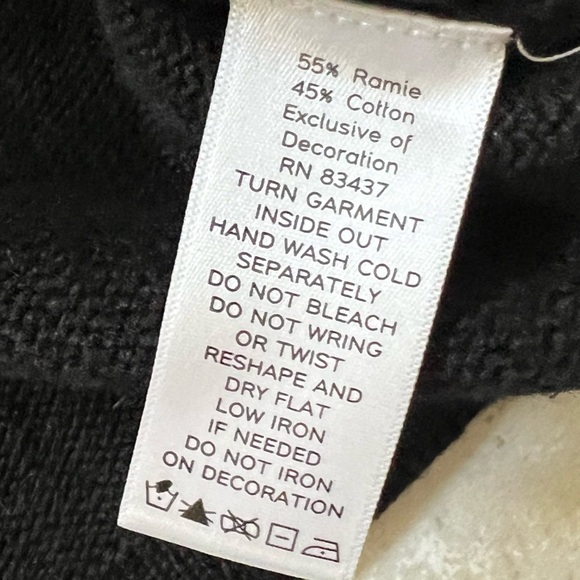 55% Ramie
45% Cotton
Exclusive of
Decoration
RN 83437
TURN GARMENT
INSIDE OUT
HAND WASH COLD
SEPARATELY
DO NOT BLEACH
DO NOT WRING
OR TWIST
RESHAPE AND
DRY FLAT
LOW IRON
IF NEEDED
DO NOT IRON
ON DECORATION